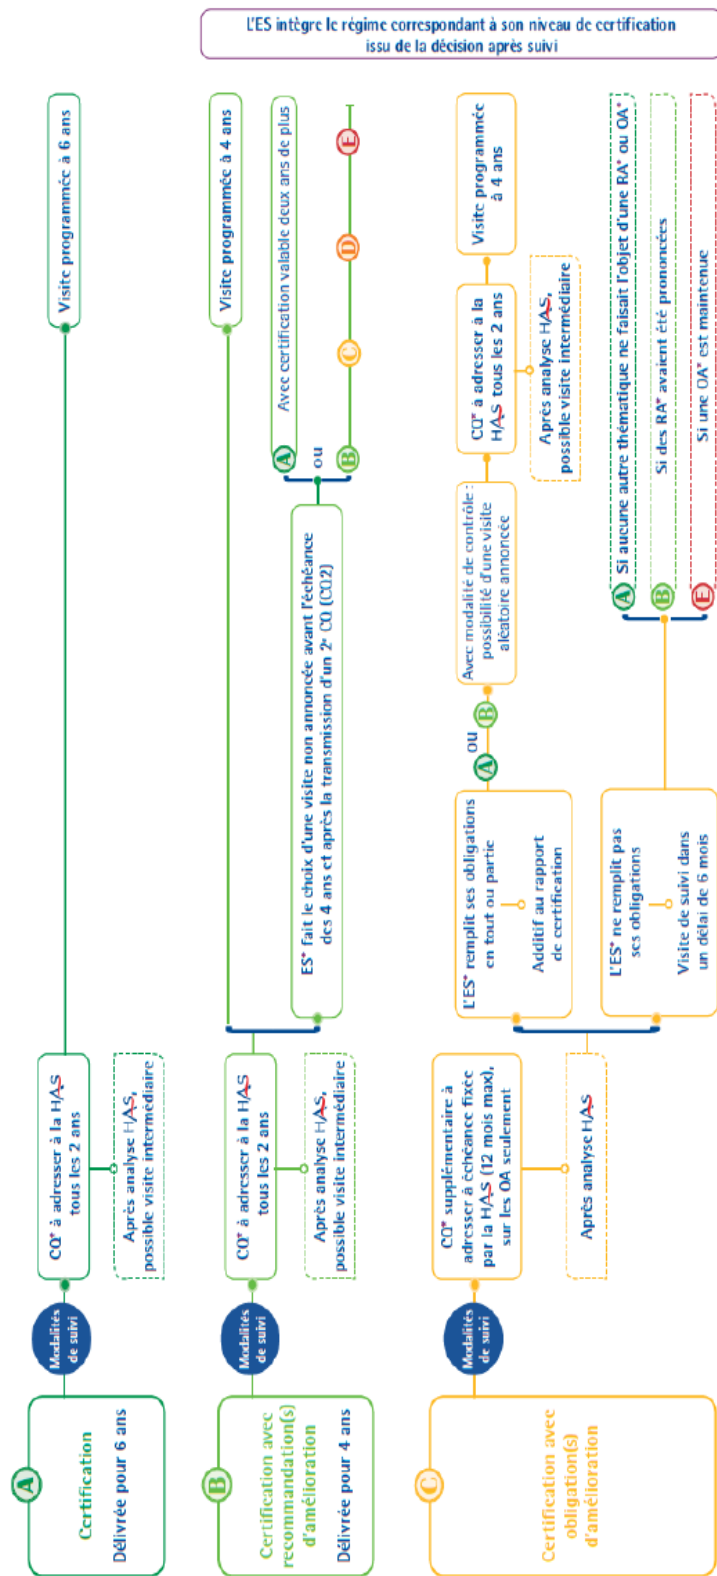 A
Certification
Délivrée pour 6 ans
Modalités
de suivi
CQ* à adresser à la HAS
tous les 2 ans
Après analyse HAS,
possible visite intermédiaire
Visite programmée à 6 ans
B
Certification avec
recommandation(s)
d'amélioration
Délivrée pour 4 ans
Modalités
de suivi
CQ* à adresser à la HAS
tous les 2 ans
Après analyse HAS,
possible visite intermédiaire
Visite programmée à 4 ans
ES* fait le choix d'une visite non annoncée avant l'échéance
des 4 ans et après la transmission d'un 2e CQ (CQ2)
A
Avec certification valable deux ans de plus
ou
B
C
D
E
C
Certification avec
obligation(s)
d'amélioration
Modalités
de suivi
CQ* supplémentaire à
adresser à échéance fixée
par la HAS (12 mois max),
sur les OA seulement
Après analyse HAS
L'ES* remplit ses obligations
en tout ou partie
Additif au rapport
de certification
A
ou
B
Avec modalité de contrôle :
possibilité d'une visite
aléatoire annoncée
CQ* à adresser à la
HAS tous les 2 ans
Après analyse HAS,
possible visite intermédiaire
Visite programmée
à 4 ans
L'ES* ne remplit pas
ses obligations
Visite de suivi dans
un délai de 6 mois
A
Si aucune autre thématique ne faisait l'objet d'une RA* ou OA*
B
Si des RA* avaient été prononcées
E
Si une OA* est maintenue
L'ES intègre le régime correspondant à son niveau de certification
issu de la décision après suivi